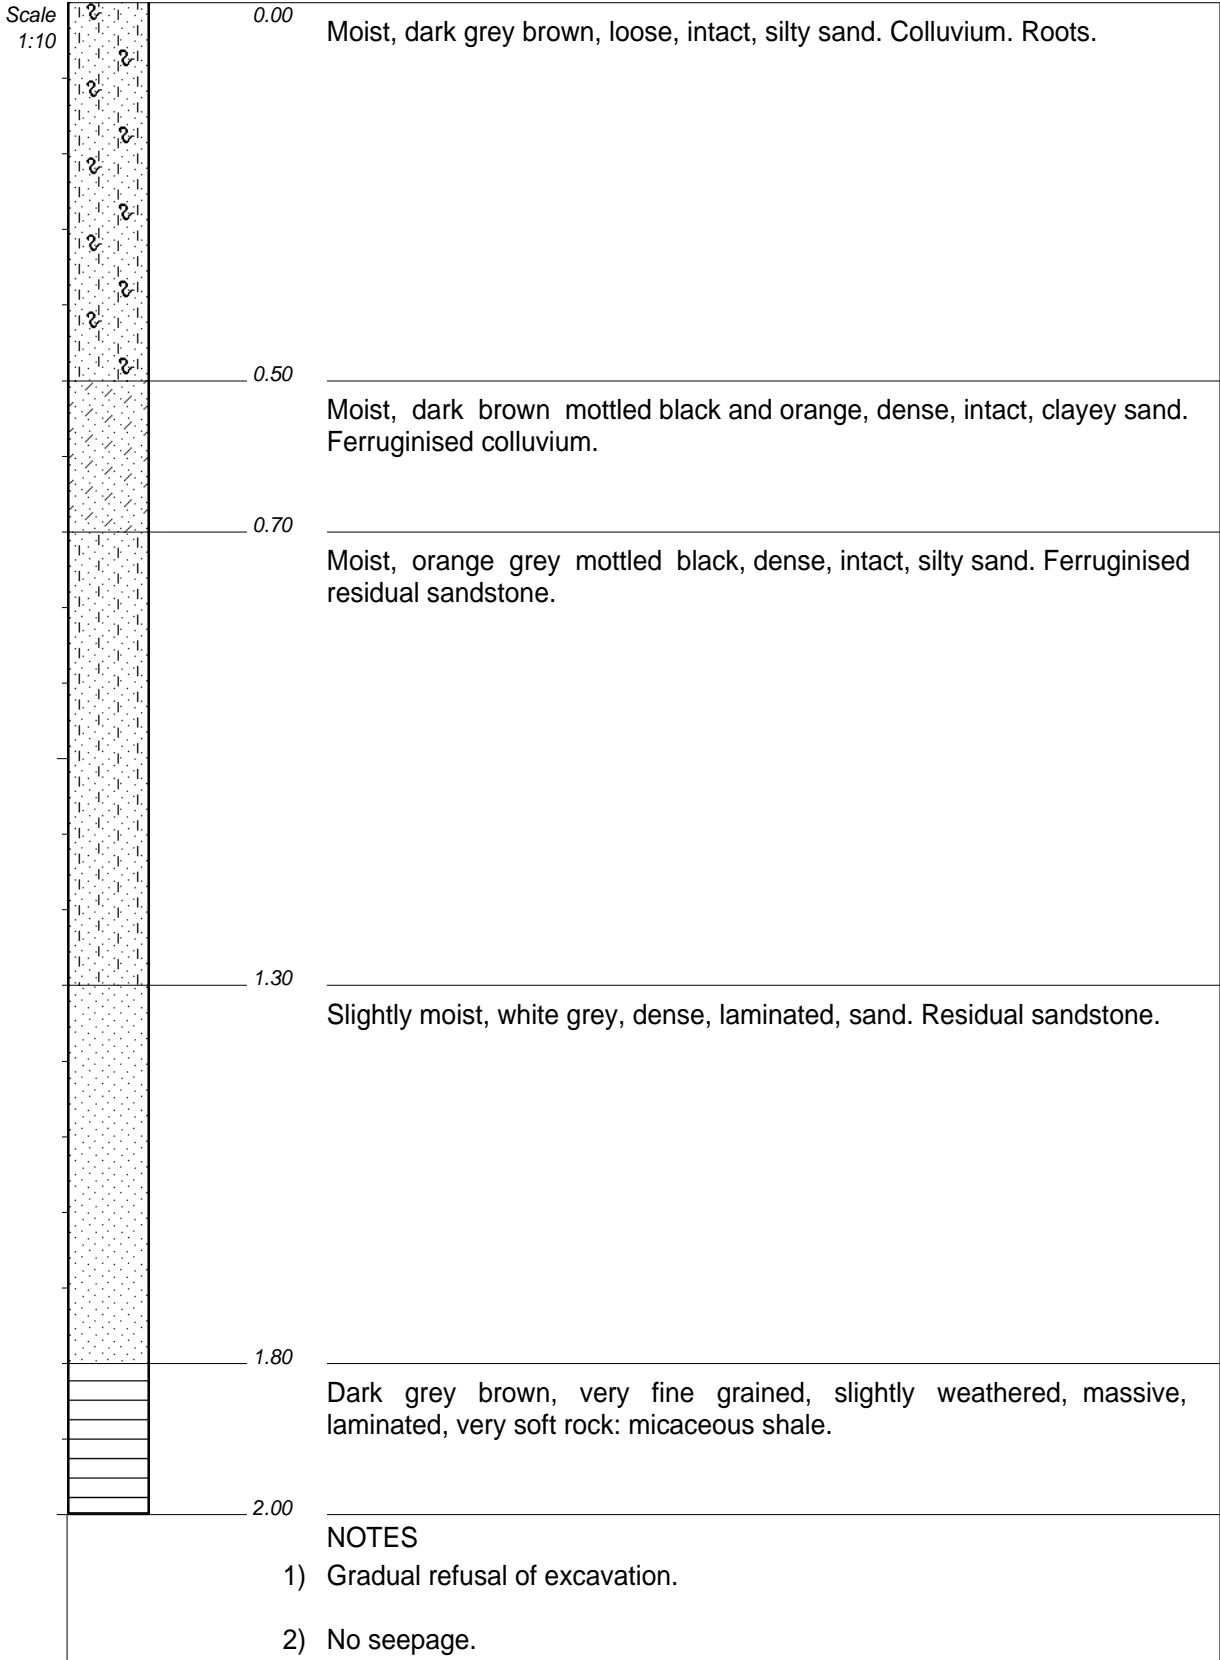 Scale
1:10
0.00
Moist, dark grey brown, loose, intact, silty sand. Colluvium. Roots.
0.50
Moist, dark brown mottled black and orange, dense, intact, clayey sand.
Ferruginised colluvium.
0.70
Moist, orange grey mottled black, dense, intact, silty sand. Ferruginised
residual sandstone.
1.30
Slightly moist, white grey, dense, laminated, sand. Residual sandstone.
1.80
Dark grey brown, very fine grained, slightly weathered, massive,
laminated, very soft rock: micaceous shale.
2.00
NOTES
1) Gradual refusal of excavation.
2) No seepage.